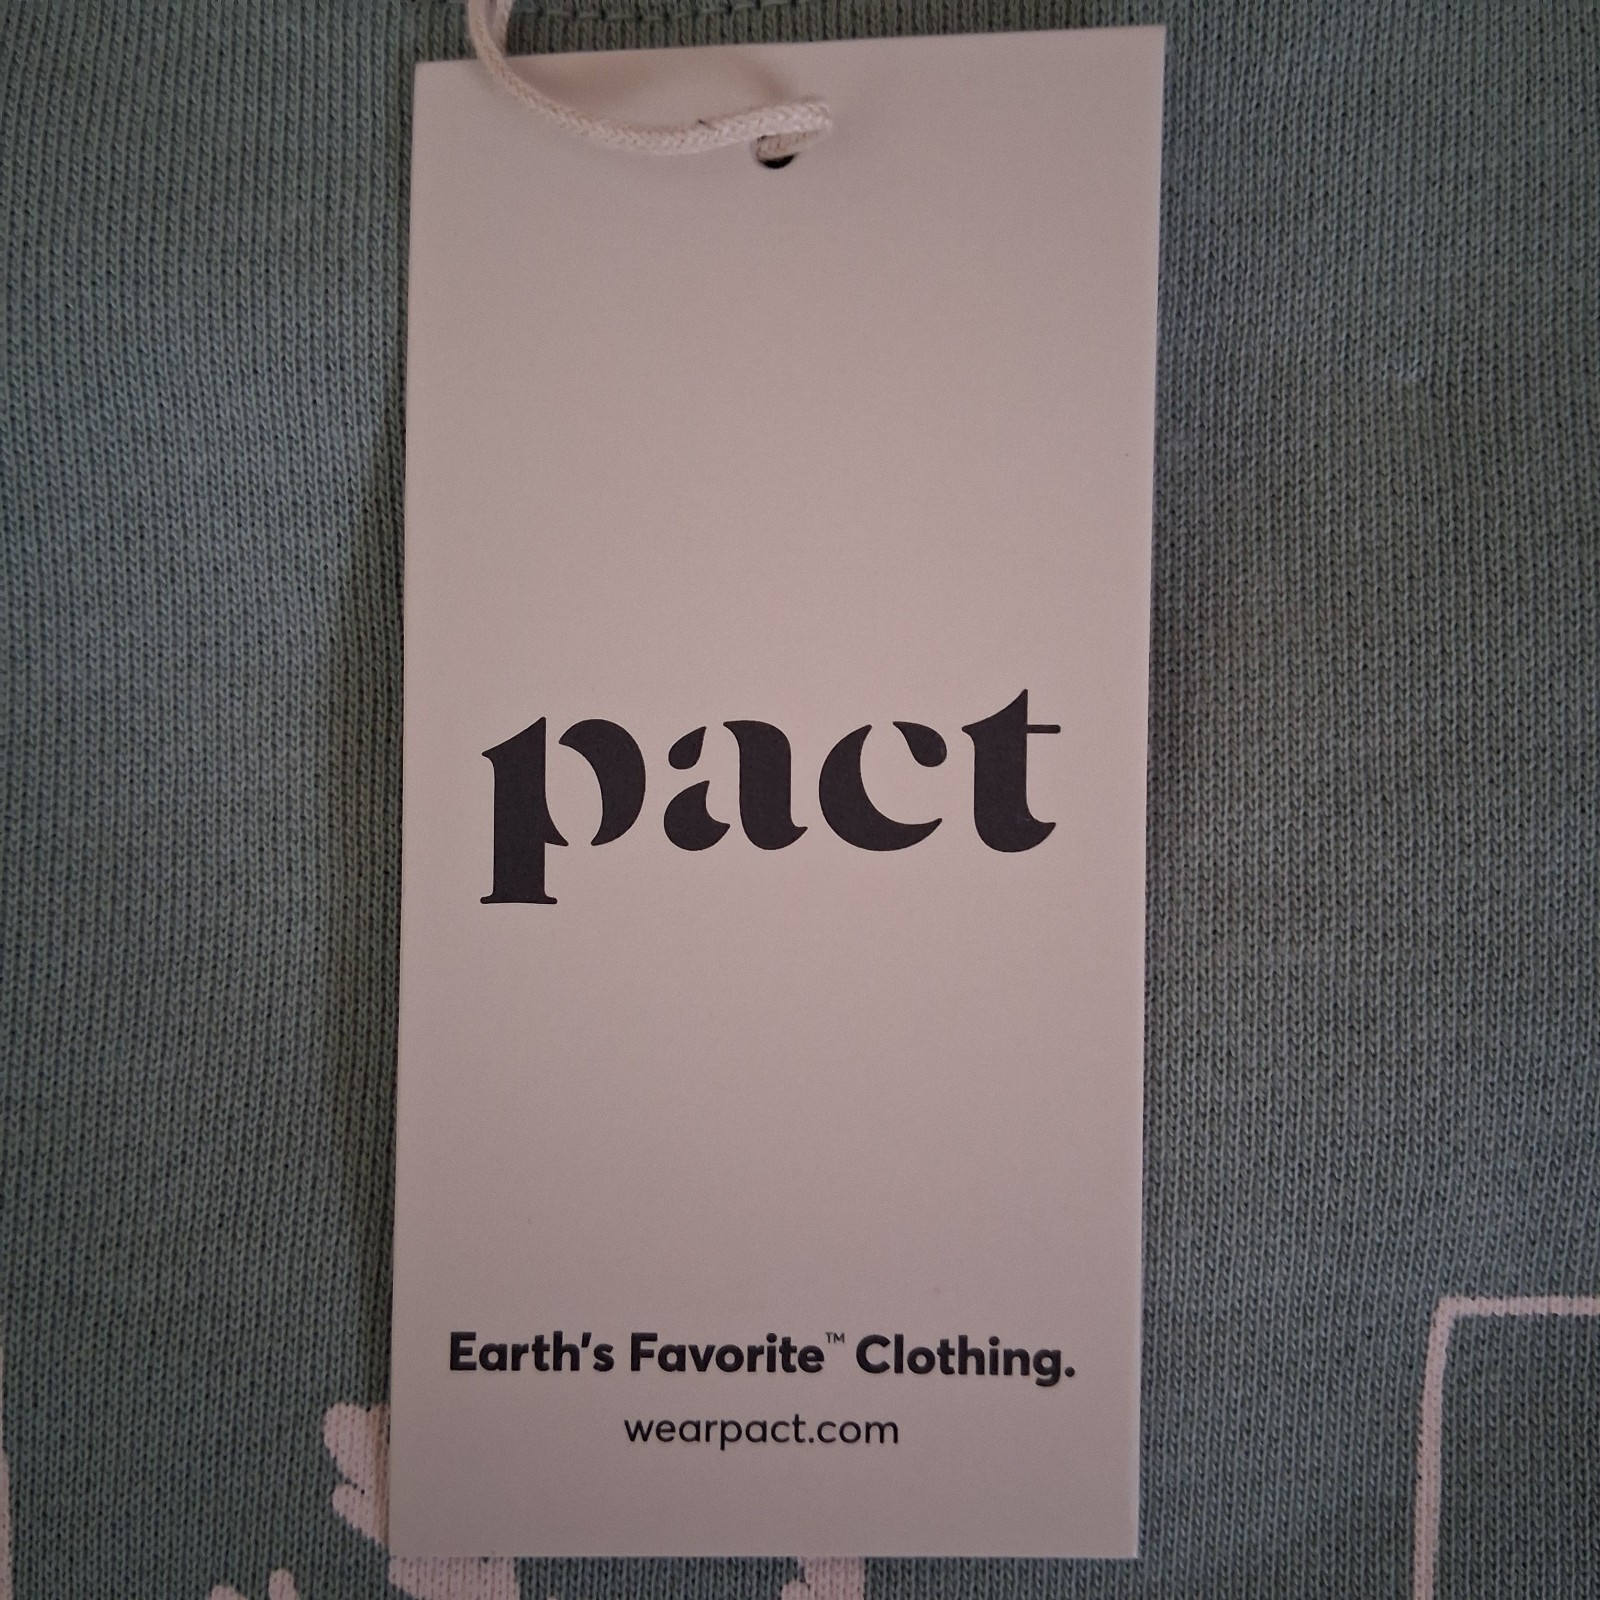 pact
Earth's Favorite™ Clothing.
wearpact.com